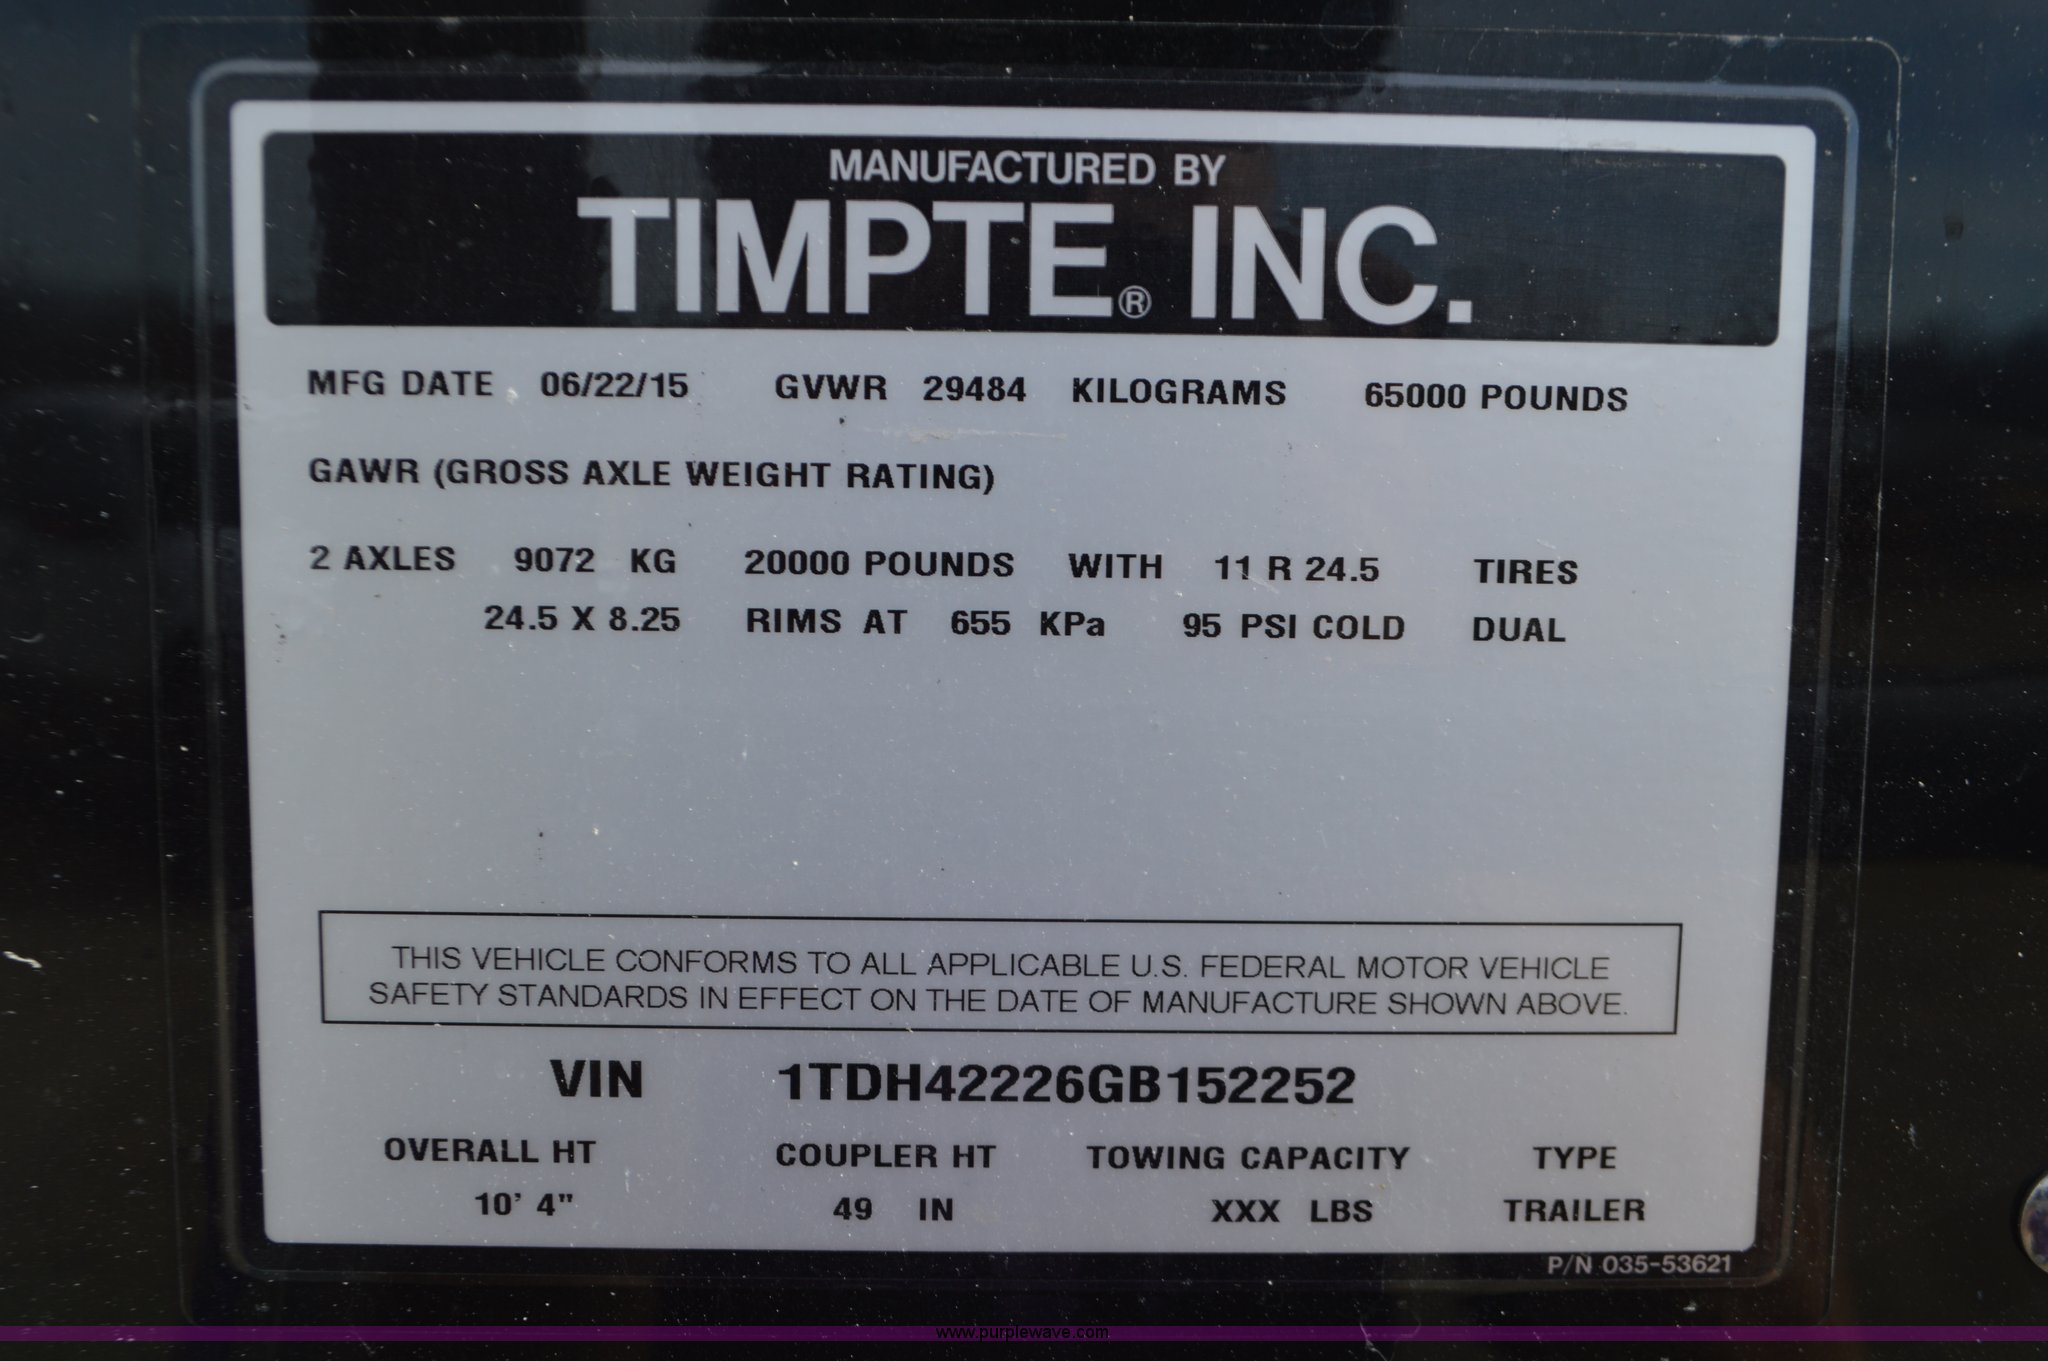 MANUFACTURED BY
TIMPTE® INC.
MFG DATE 06/22/15 GVWR 29484 KILOGRAMS 65000 POUNDS
GAWR (GROSS AXLE WEIGHT RATING)
2 AXLES 9072 KG 20000 POUNDS WITH 11 R 24.5 TIRES
24.5 X 8.25 RIMS AT 655 KPa 95 PSI COLD DUAL
THIS VEHICLE CONFORMS TO ALL APPLICABLE U.S. FEDERAL MOTOR VEHICLE
SAFETY STANDARDS IN EFFECT ON THE DATE OF MANUFACTURE SHOWN ABOVE.
VIN 1TDH42226GB152252
OVERALL HT COUPLER HT TOWING CAPACITY TYPE
10' 4" 49 IN XXX LBS TRAILER
P/N 035-53621
www.purplewave.com